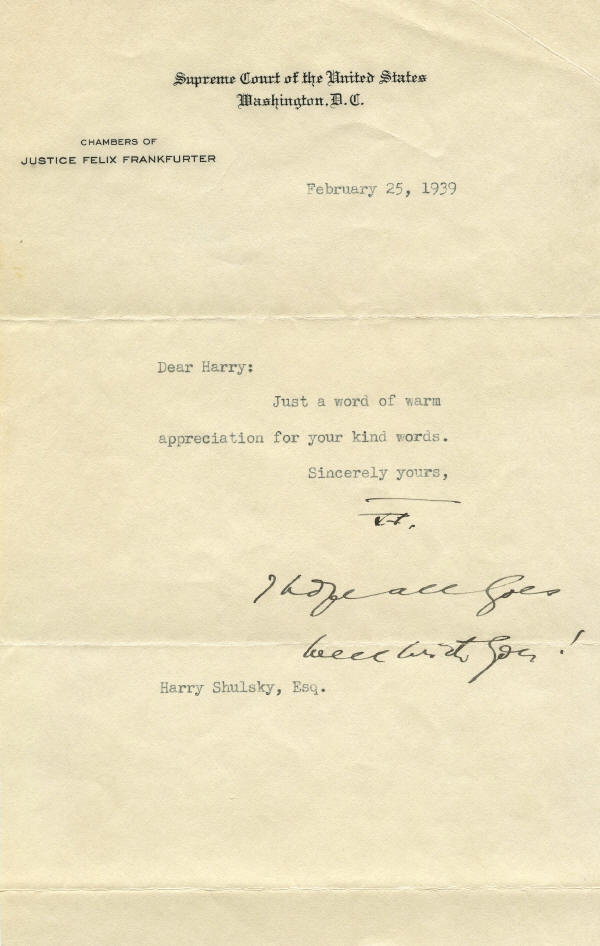 Supreme Court of the United States
Washington, D.C.
CHAMBERS OF
JUSTICE FELIX FRANKFURTER
February 25, 1939
Dear Harry:
Just a word of warm
appreciation for your kind words.
Sincerely yours,
F.F.
I hope all goes
well with you!
Harry Shulsky, Esq.